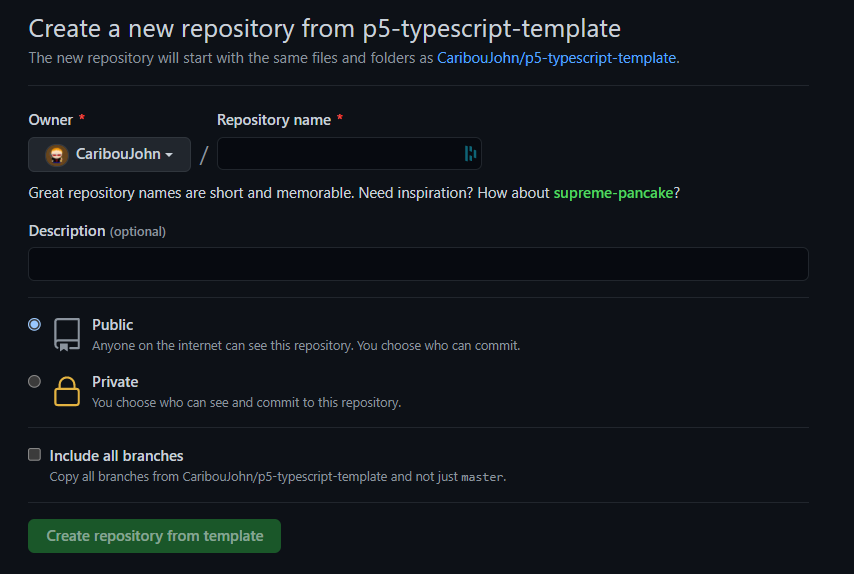 Create a new repository from p5-typescript-template
The new repository will start with the same files and folders as CaribouJohn/p5-typescript-template.
Owner * Repository name *
CaribouJohn /
Great repository names are short and memorable. Need inspiration? How about supreme-pancake?
Description (optional)
Public
Anyone on the internet can see this repository. You choose who can commit.
Private
You choose who can see and commit to this repository.
Include all branches
Copy all branches from CaribouJohn/p5-typescript-template and not just master.
Create repository from template